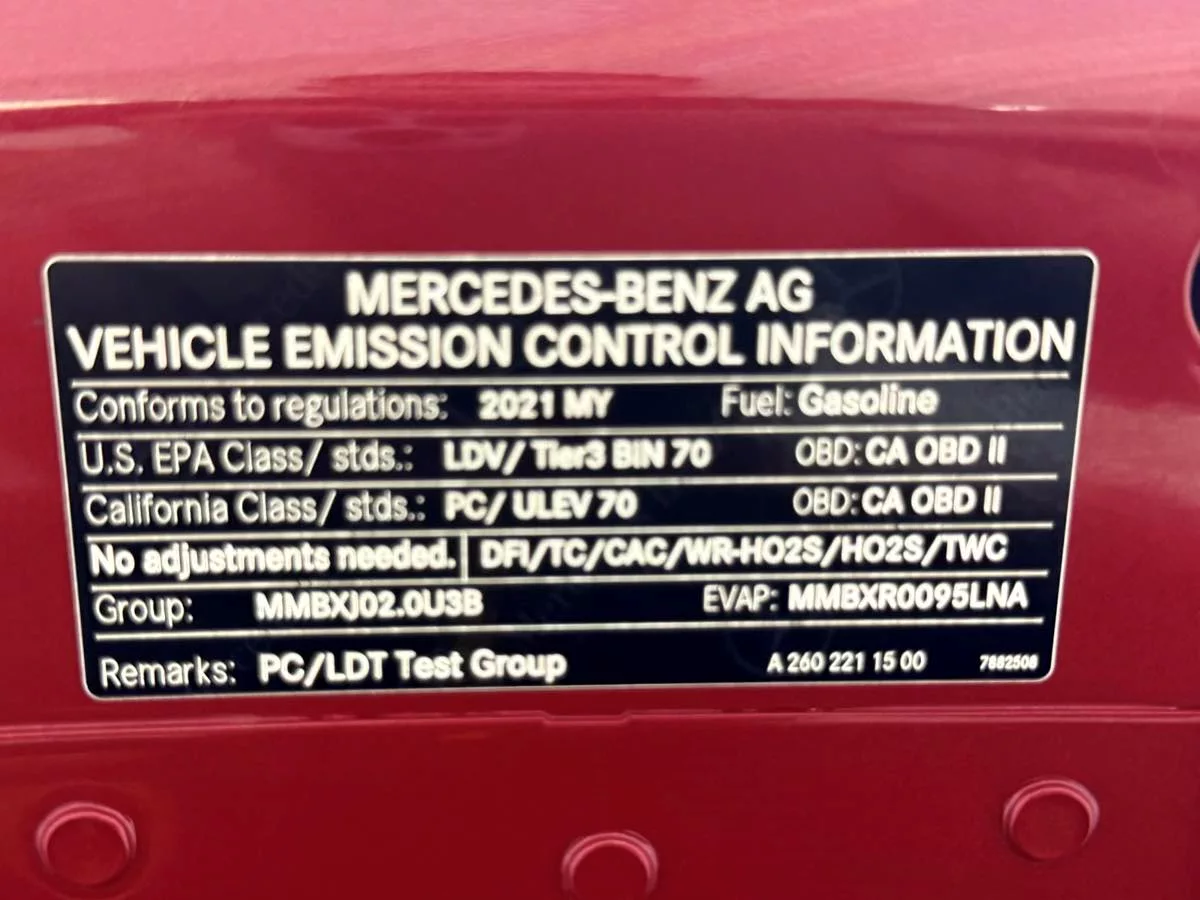 MERCEDES-BENZ AG
VEHICLE EMISSION CONTROL INFORMATION
Conforms to regulations: 2021 MY Fuel: Gasoline
U.S. EPA Class/ stds.: LDV/ Tier3 BIN 70 OBD: CA OBD II
California Class/ stds.: PC/ ULEV 70 OBD: CA OBD II
No adjustments needed. DFI/TC/CAC/WR-HO2S/HO2S/TWC
Group: MMBXJ02.0U3B EVAP: MMBXR0095LNA
Remarks: PC/LDT Test Group A 260 221 15 00